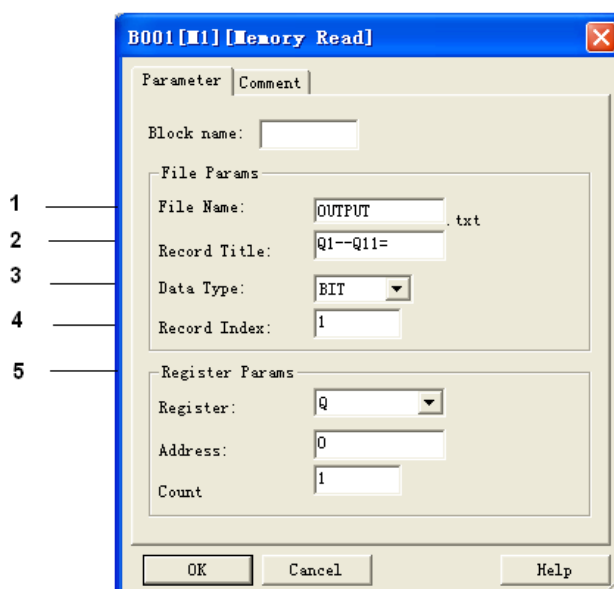 B001[M1][Memory Read]
Parameter Comment
Block name:
File Params
1 File Name: OUTPUT .txt
2 Record Title: Q1--Q11=
3 Data Type: BIT
4 Record Index: 1
5 Register Params
Register: Q
Address: 0
Count 1
OK Cancel Help